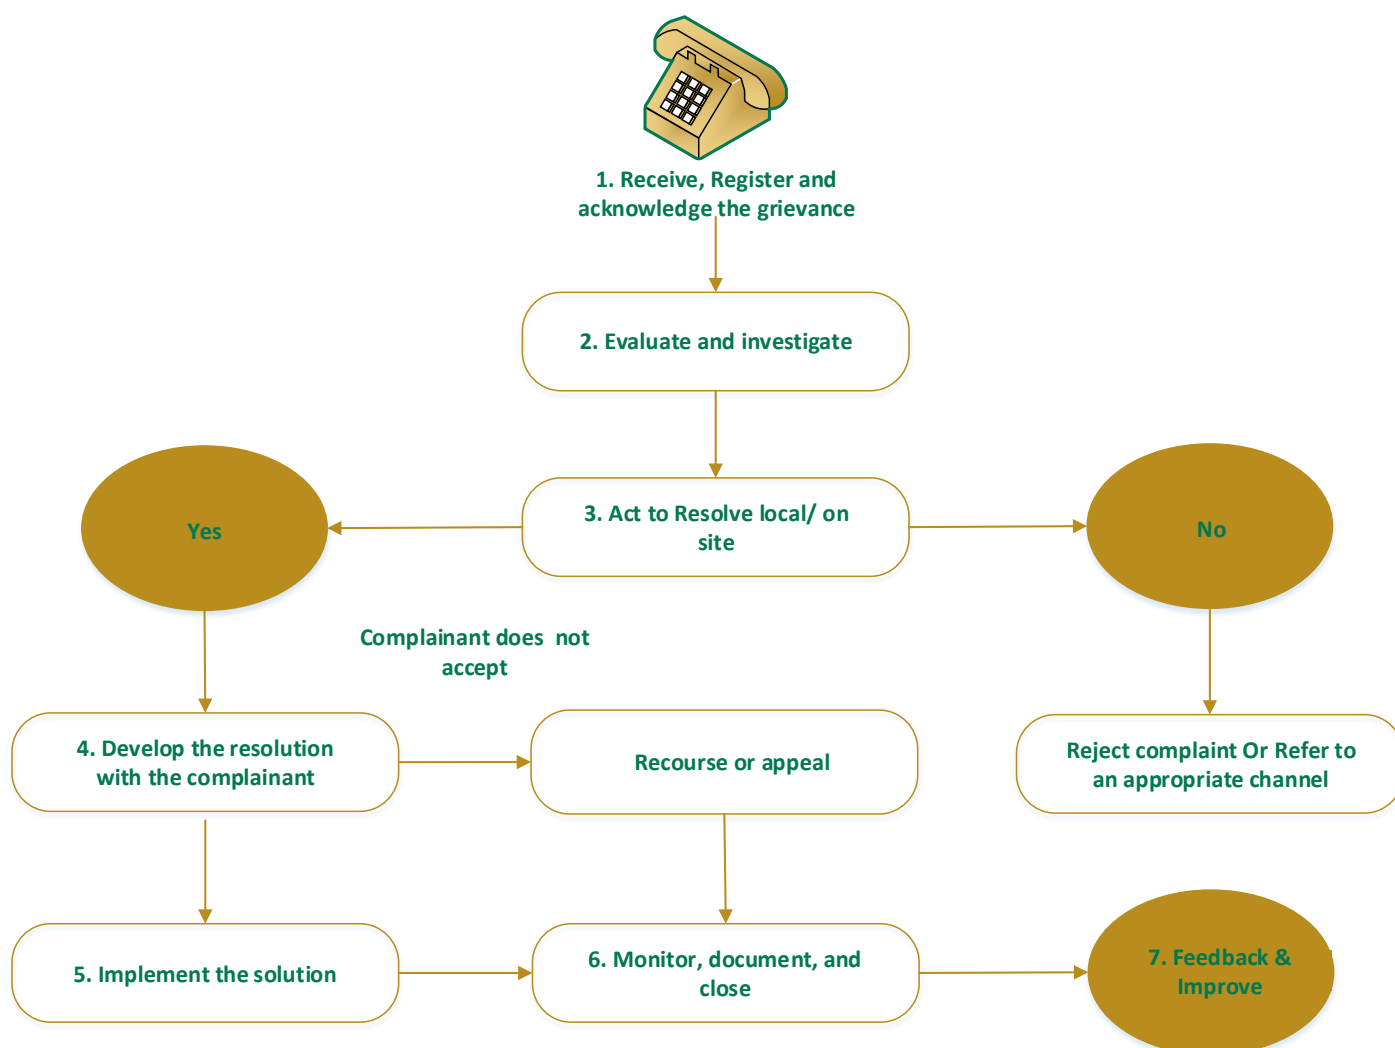 1. Receive, Register and
acknowledge the grievance
2. Evaluate and investigate
3. Act to Resolve local/ on
site
Yes
No
Complainant does  not
accept
4. Develop the resolution
with the complainant
Recourse or appeal
Reject complaint Or Refer to
an appropriate channel
5. Implement the solution
6. Monitor, document, and
close
7. Feedback &
Improve